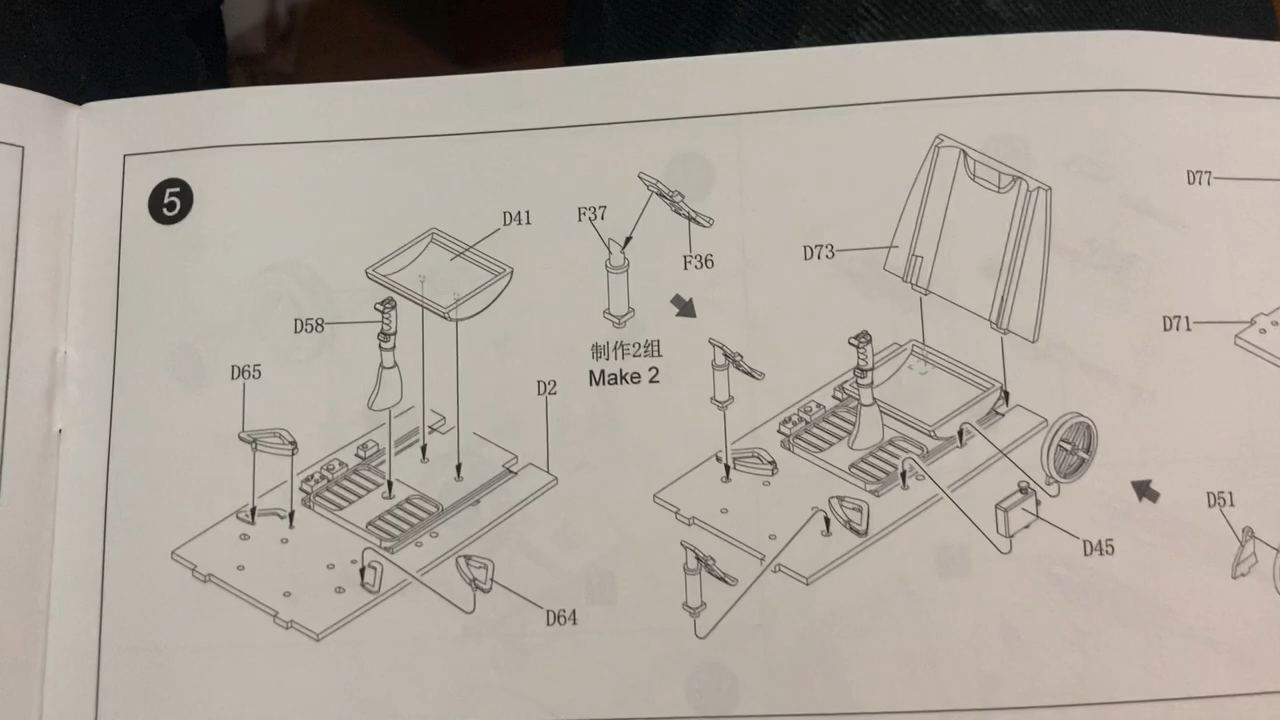 5
D41
F37
F36
D73
D77
D58
制作2组
Make 2
D71
D65
D2
D51
D45
D64